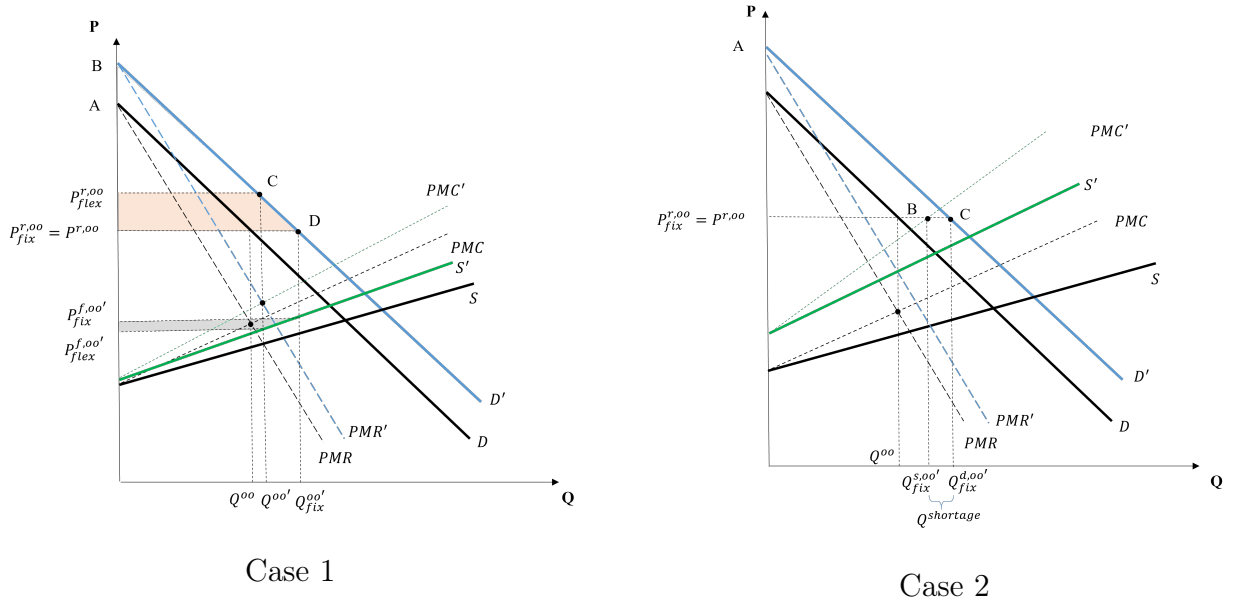 P
B
A
C
D
P^{r,oo}_{flex}
P^{r,oo}_{fix} = P^{r,oo}
P^{f,oo'}_{fix}
P^{f,oo'}_{flex}
PMC'
PMC
S'
S
D'
D
PMR'
PMR
Q^{oo} Q^{oo'} Q^{oo'}_{fix}
Q
Case 1
P
A
PMC'
S'
PMC
P^{r,oo}_{fix} = P^{r,oo}
B
C
S
D'
D
PMR'
PMR
Q^{oo}
Q^{s,oo'}_{fix} Q^{d,oo'}_{fix}
Q
Q^{shortage}
Case 2